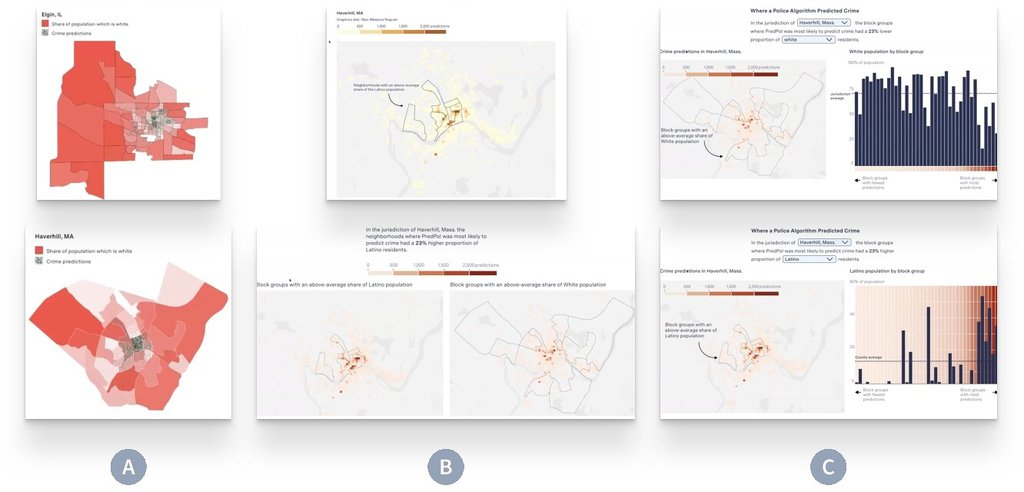 Elgin, IL
Share of population which is white
Crime predictions
Haverhill, MA
Share of population which is white
Crime predictions
A
Haverhill, MA
0 500 1,000 1,500 2,000 predictions
Neighborhoods with an above average
share of the Latino population
In the jurisdiction of Haverhill, Mass. the
neighborhoods where PredPol was most likely to
predict crime had a 23% higher proportion of
Latino residents.
0 500 1,000 1,500 2,000 predictions
Block groups with an above-average share of Latino population
Block groups with an above-average share of White population
B
Where a Police Algorithm Predicted Crime
In the jurisdiction of Haverhill, Mass. the block groups
where PredPol was most likely to predict crime had a 23% lower
proportion of white residents.
Crime predictions in Haverhill, Mass.
0 500 1,000 1,500 2,000 predictions
Block groups with an
above-average share of
White population
White population by block group
100% of population
75
Jurisdiction
average
50
25
0
Block groups
with fewest
predictions
Block groups
with most
predictions
Where a Police Algorithm Predicted Crime
In the jurisdiction of Haverhill, Mass. the block groups
where PredPol was most likely to predict crime had a 23% higher
proportion of Latino residents.
Crime predictions in Haverhill, Mass.
0 500 1,000 1,500 2,000 predictions
Block groups with an
above-average share of
Latino population
Latino population by block group
60% of population
40
20
County average
0
Block groups
with fewest
predictions
Block groups
with most
predictions
C